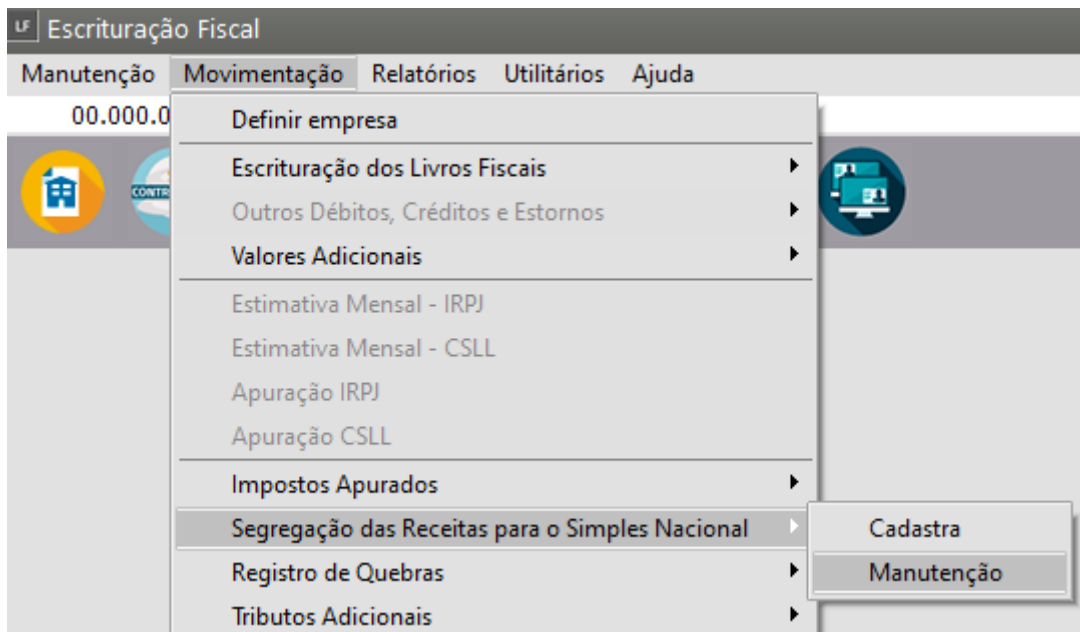 LF Escrituração Fiscal
Manutenção Movimentação Relatórios Utilitários Ajuda
00.000.0
Definir empresa
Escrituração dos Livros Fiscais
CONTR
Outros Débitos, Créditos e Estornos
Valores Adicionais
Estimativa Mensal - IRPJ
Estimativa Mensal - CSLL
Apuração IRPJ
Apuração CSLL
Impostos Apurados
Segregação das Receitas para o Simples Nacional
Cadastra
Registro de Quebras
Manutenção
Tributos Adicionais